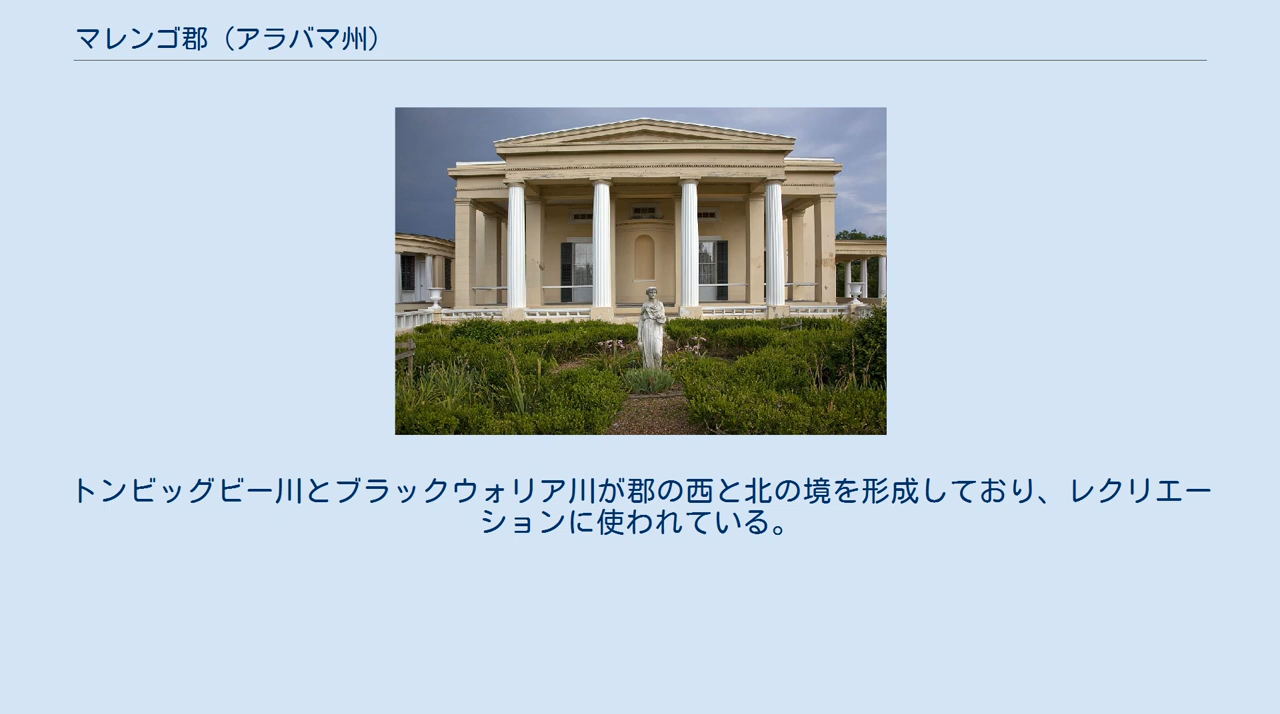 マレンゴ郡（アラバマ州）
トンビッグビー川とブラックウォリア川が郡の西と北の境を形成しており、レクリエー
ションに使われている。